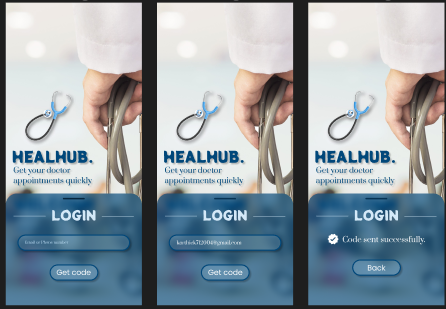 HEALHUB.
Get your doctor
appointments quickly
LOGIN
Email or Phone number
Get code
HEALHUB.
Get your doctor
appointments quickly
LOGIN
karthick712004@gmail.com
Get code
HEALHUB.
Get your doctor
appointments quickly
LOGIN
Code sent successfully.
Back